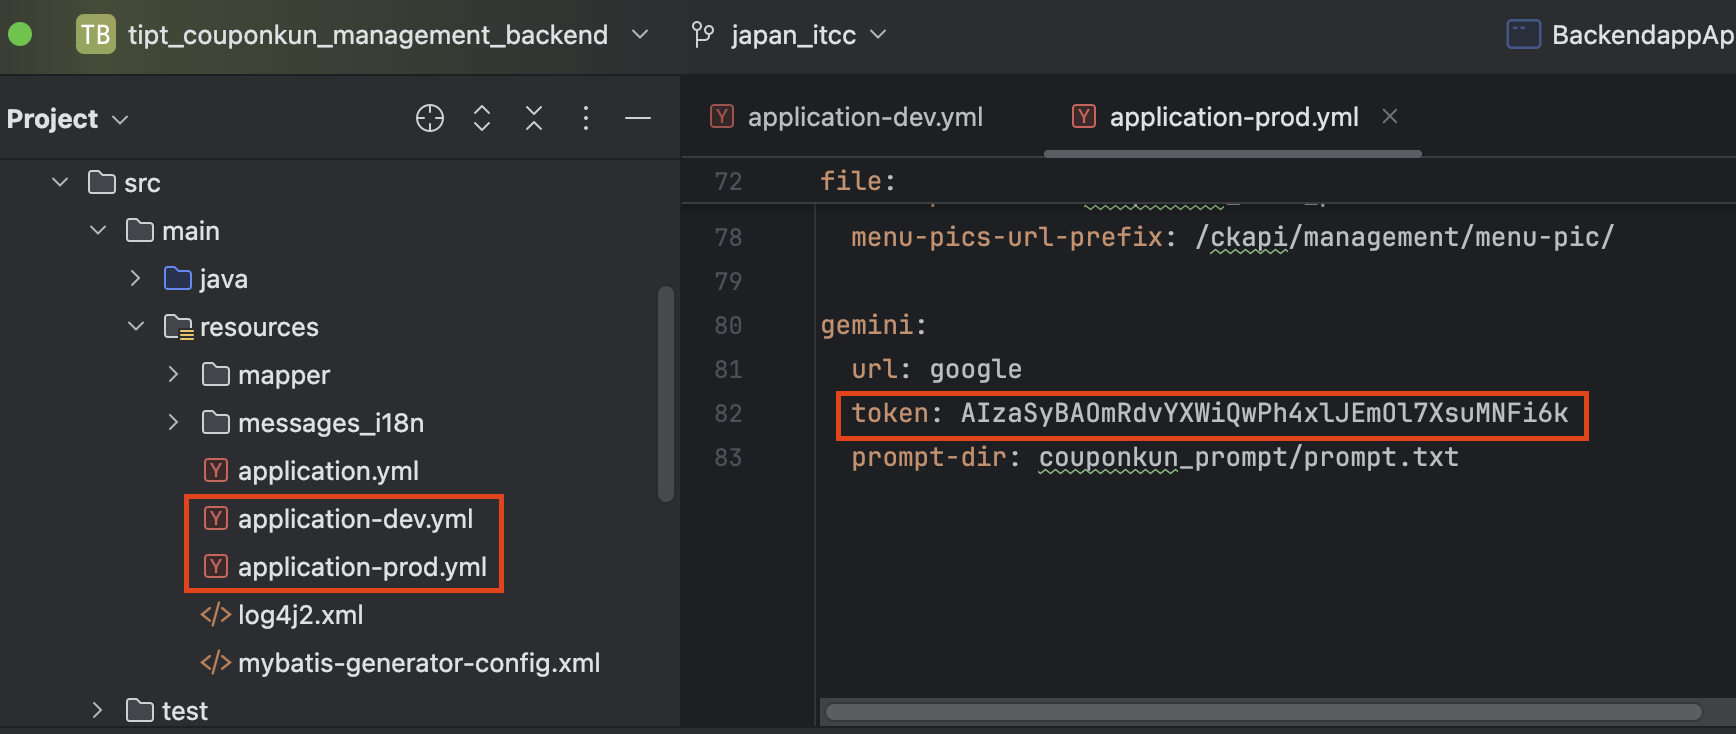 TB tipt_couponkun_management_backend japan_itcc BackendappAp
Project
src
main
java
resources
mapper
messages_i18n
application.yml
application-dev.yml
application-prod.yml
log4j2.xml
mybatis-generator-config.xml
test
application-dev.yml application-prod.yml
72 file:
78 menu-pics-url-prefix: /ckapi/management/menu-pic/
79
80 gemini:
81 url: google
82 token: AIzaSyBAOmRdvYXWiQwPh4xlJEmOl7XsuMNFi6k
83 prompt-dir: couponkun_prompt/prompt.txt